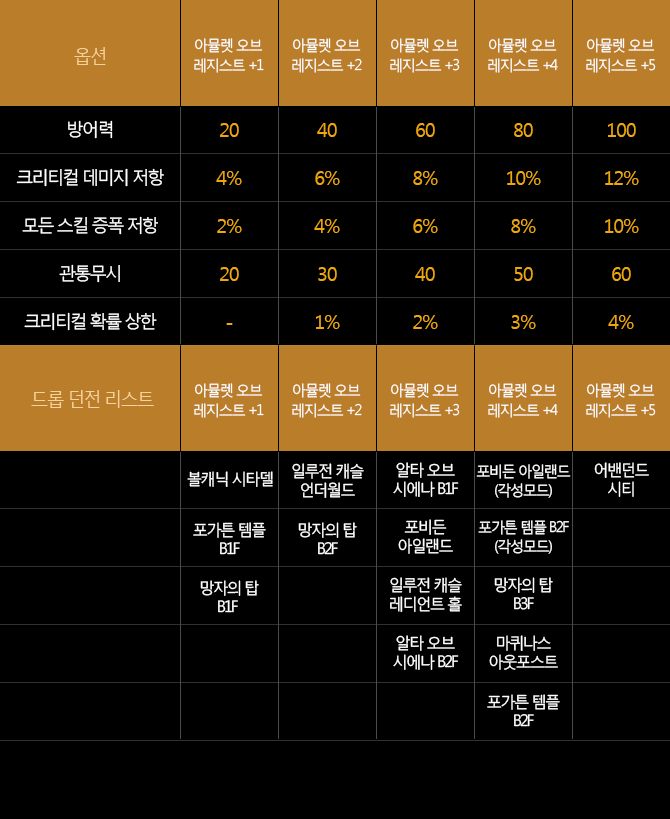 옵션
아뮬렛 오브
레지스트 +1
아뮬렛 오브
레지스트 +2
아뮬렛 오브
레지스트 +3
아뮬렛 오브
레지스트 +4
아뮬렛 오브
레지스트 +5
방어력 20 40 60 80 100
크리티컬 데미지 저항 4% 6% 8% 10% 12%
모든 스킬 증폭 저항 2% 4% 6% 8% 10%
관통무시 20 30 40 50 60
크리티컬 확률 상한 - 1% 2% 3% 4%
드롭 던전 리스트
아뮬렛 오브
레지스트 +1
아뮬렛 오브
레지스트 +2
아뮬렛 오브
레지스트 +3
아뮬렛 오브
레지스트 +4
아뮬렛 오브
레지스트 +5
볼캐닉 시타델
일루전 캐슬
언더월드
알타 오브
시에나 B1F
포비든 아일랜드
(각성모드)
어밴던드
시티
포가튼 템플
B1F
망자의 탑
B2F
포비든
아일랜드
포가튼 템플 B2F
(각성모드)
망자의 탑
B1F
일루전 캐슬
레디언트 홀
망자의 탑
B3F
알타 오브
시에나 B2F
마퀴나스
아웃포스트
포가튼 템플
B2F